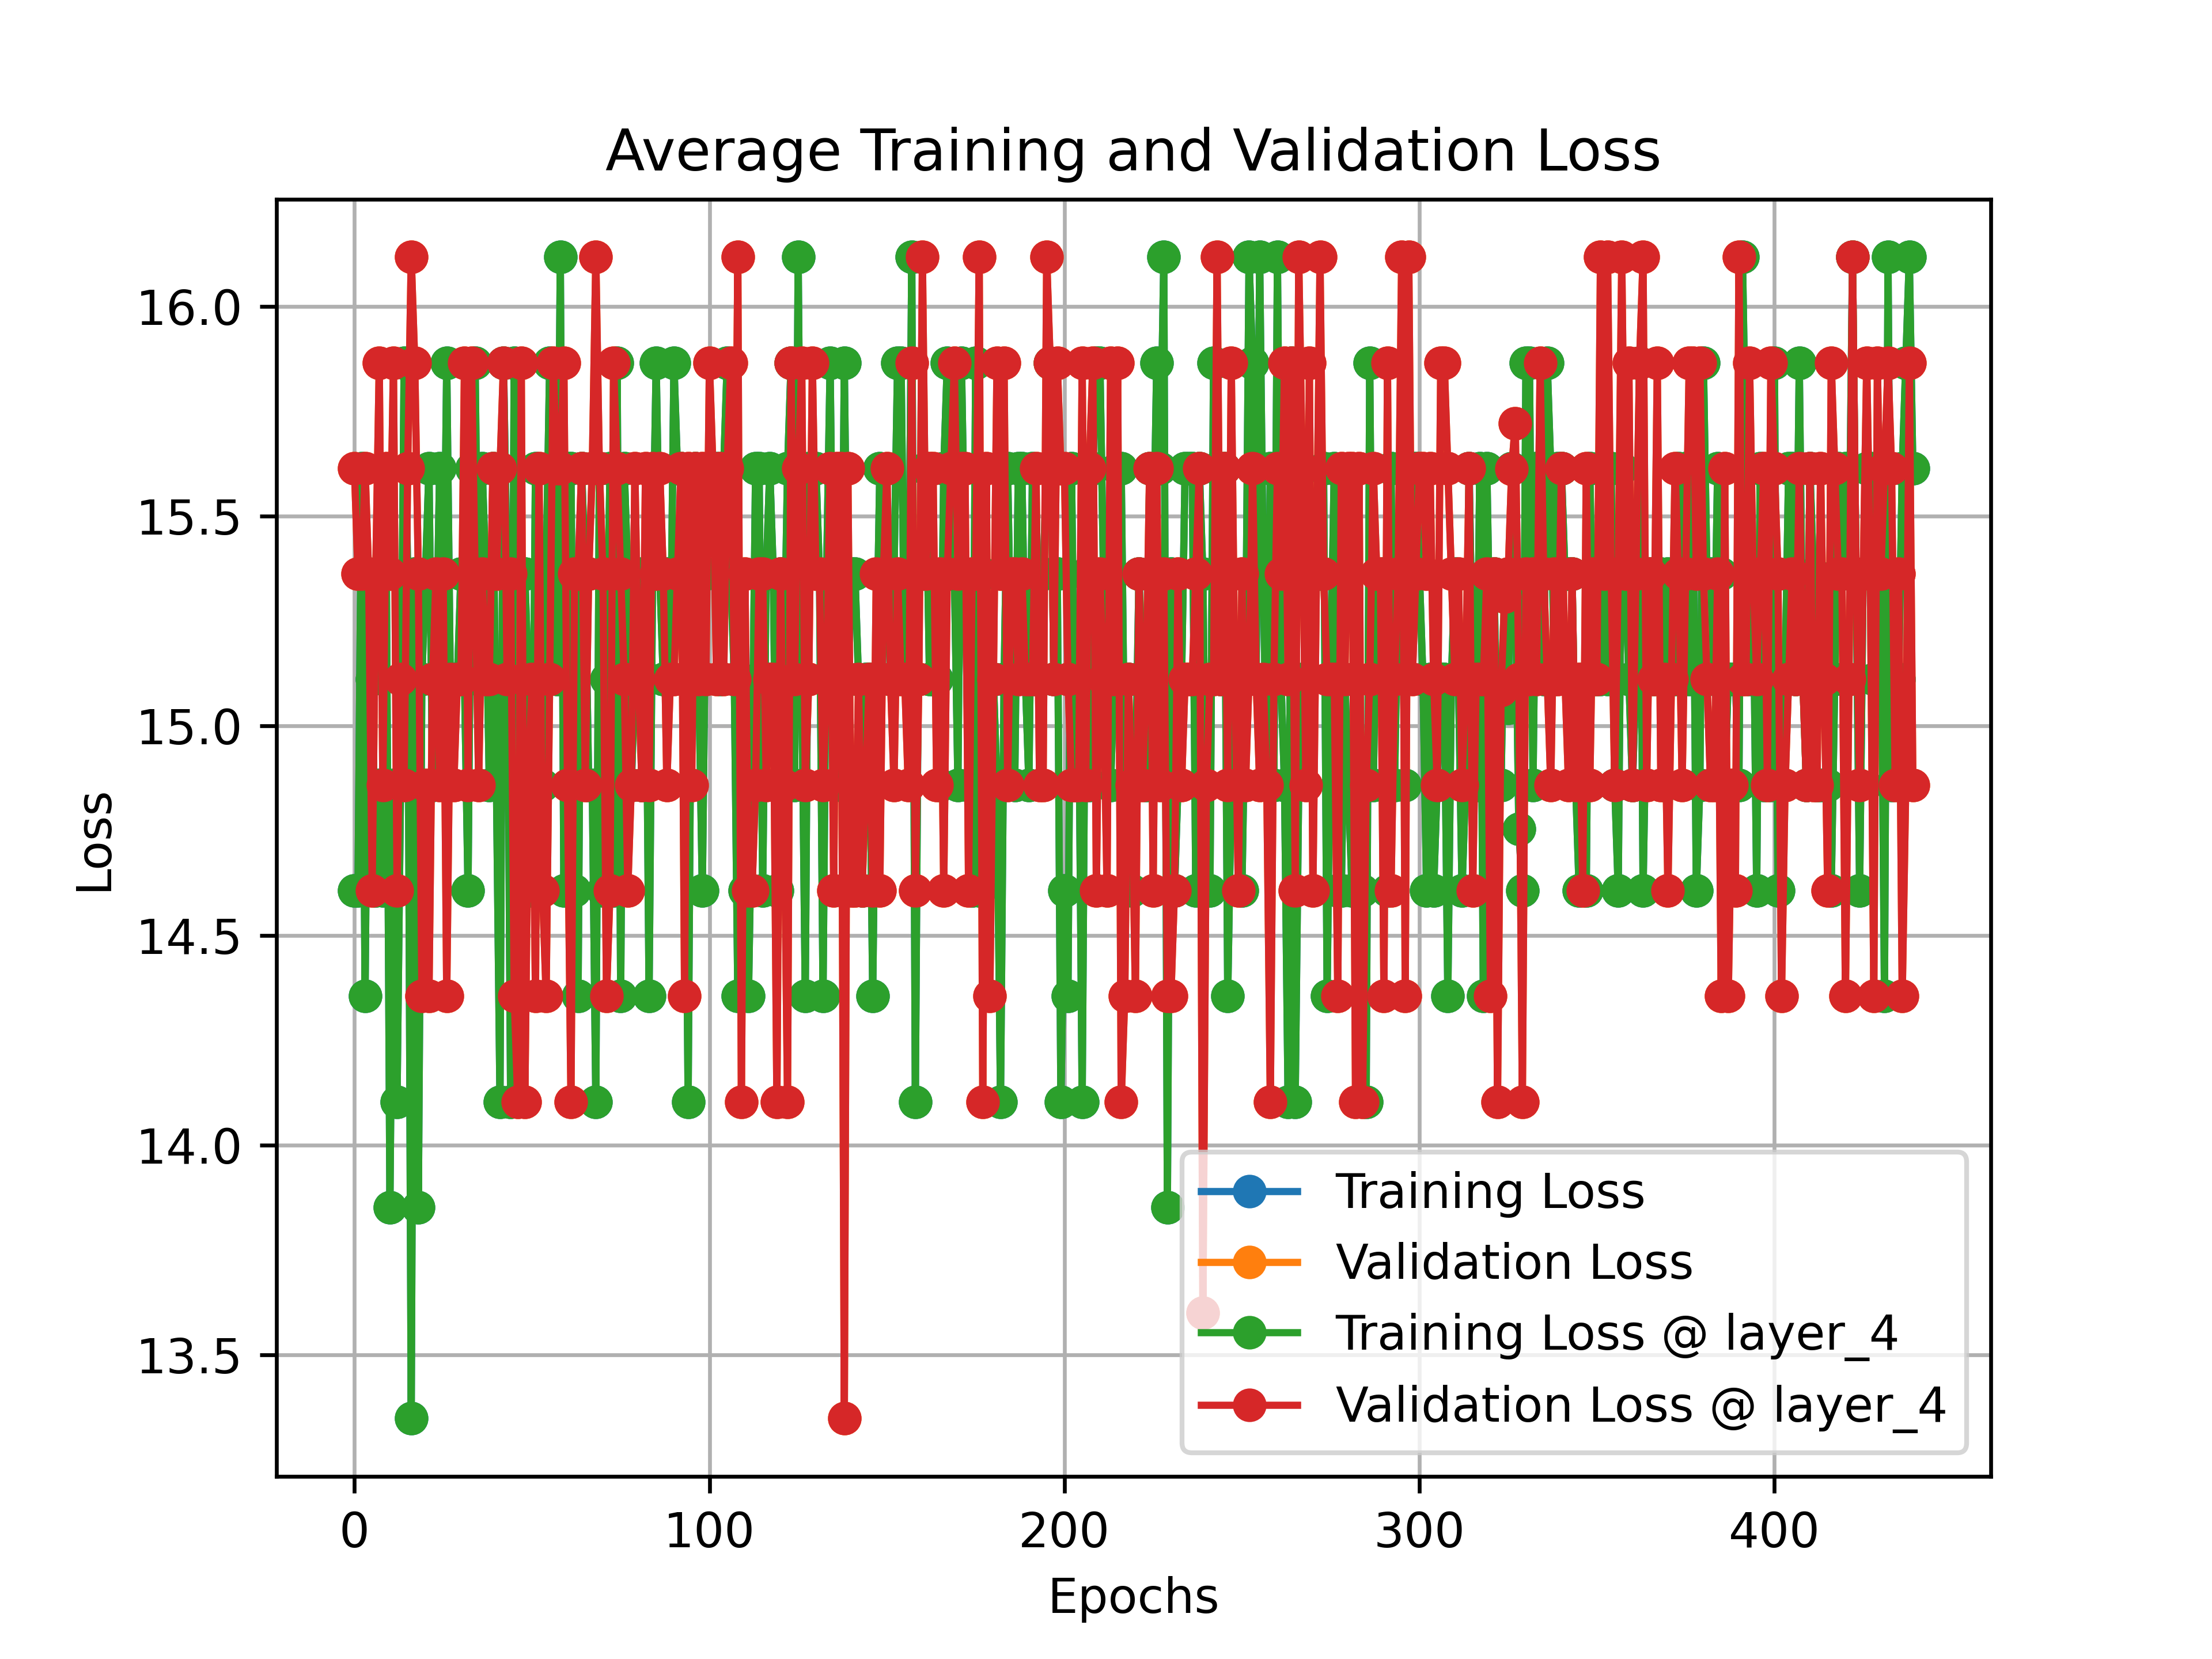 Average Training and Validation Loss
Loss
16.0
15.5
15.0
14.5
14.0
13.5
0 100 200 300 400
Epochs
Training Loss
Validation Loss
Training Loss @ layer_4
Validation Loss @ layer_4